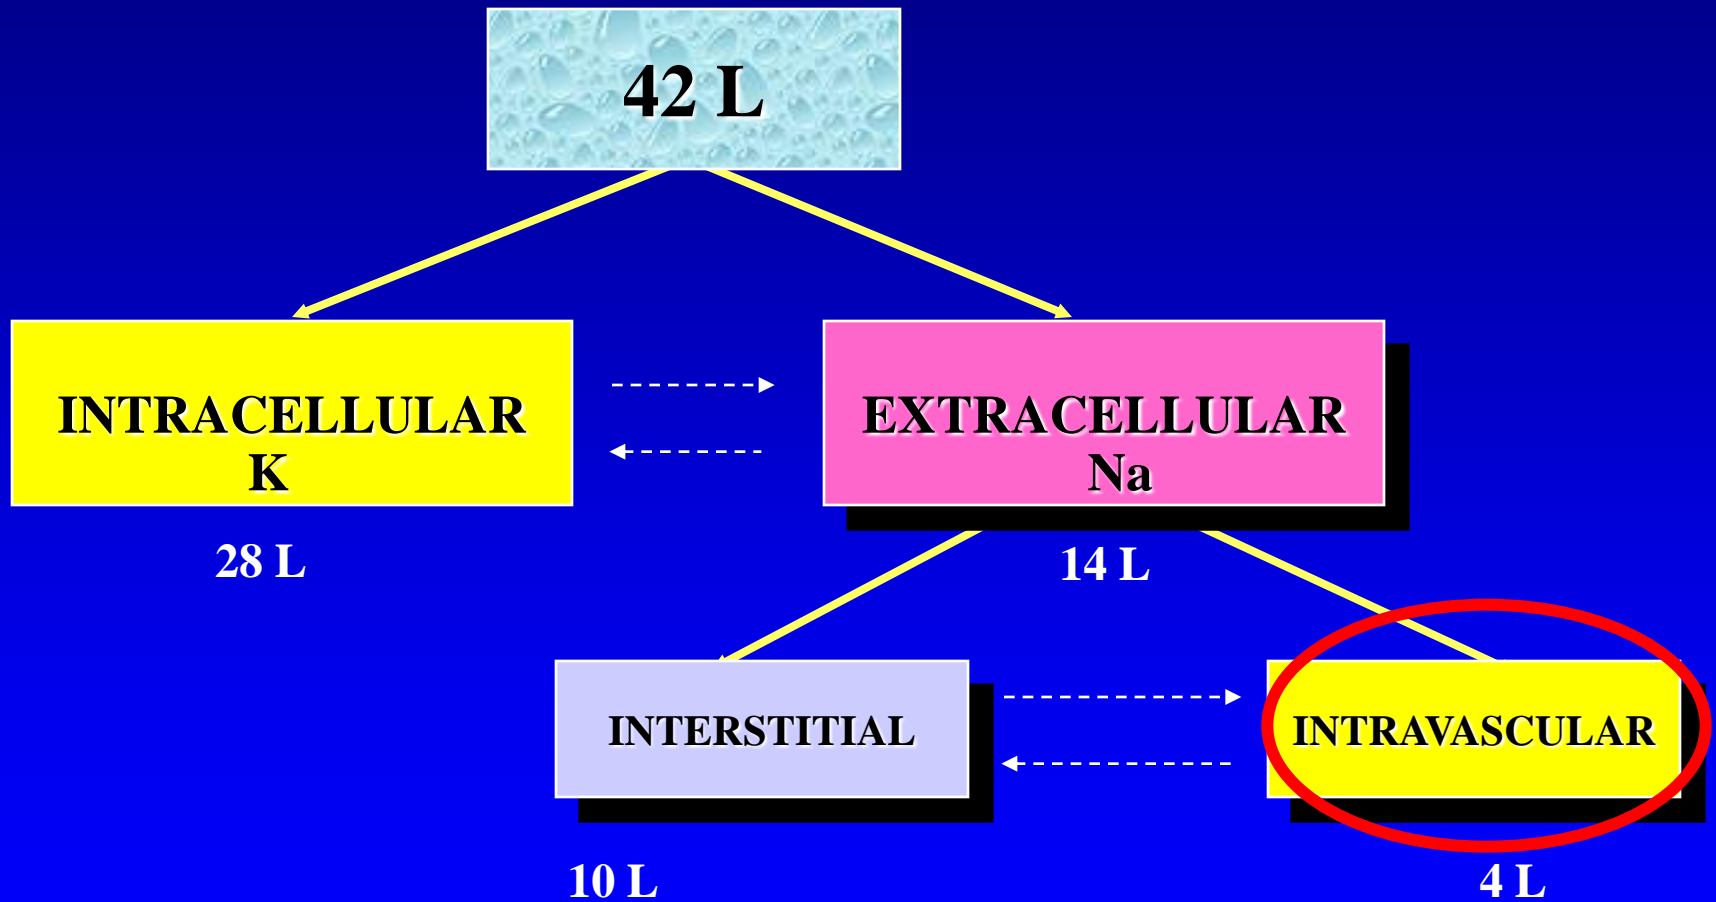 42 L
INTRACELLULAR
K
EXTRACELLULAR
Na
28 L
14 L
INTERSTITIAL
INTRAVASCULAR
10 L
4 L